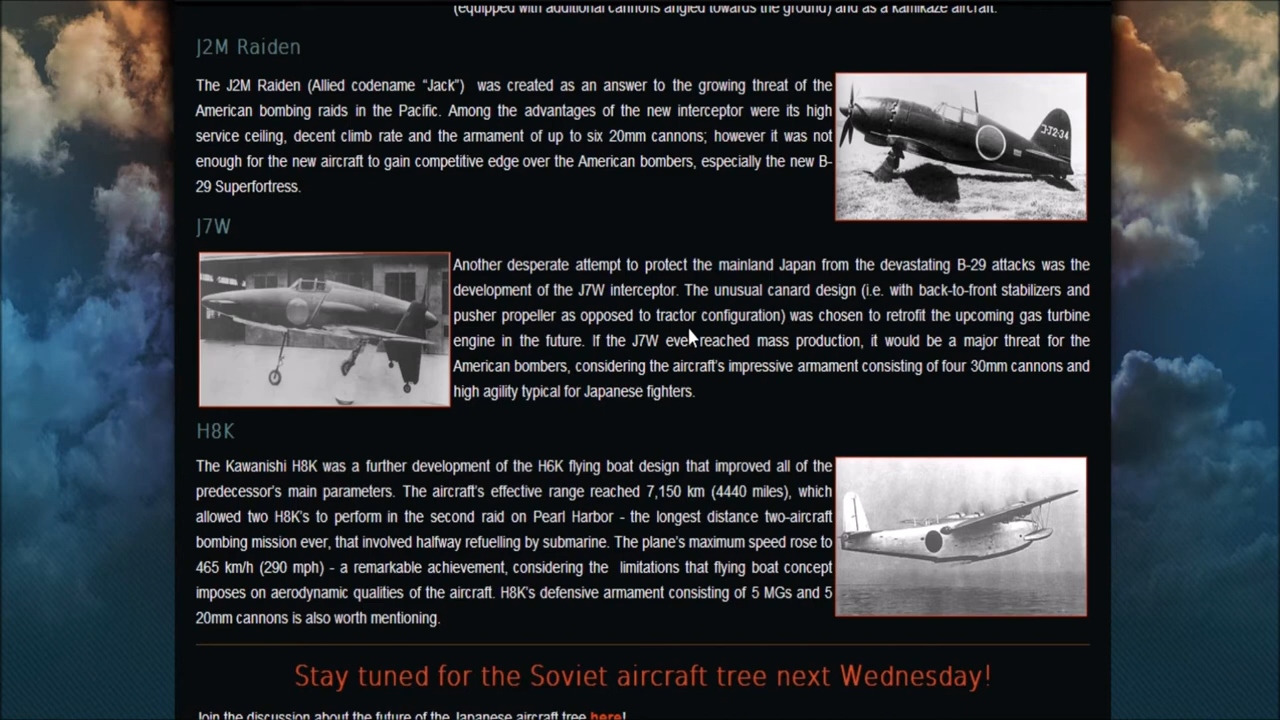 (equipped with additional cannons angled towards the ground) and as a kamikaze aircraft.
J2M Raiden
The J2M Raiden (Allied codename “Jack”)  was created as an answer to the growing threat of the
American bombing raids in the Pacific. Among the advantages of the new interceptor were its high
service ceiling, decent climb rate and the armament of up to six 20mm cannons; however it was not
enough for the new aircraft to gain competitive edge over the American bombers, especially the new B-
29 Superfortress.
J-J2-34
J7W
Another desperate attempt to protect the mainland Japan from the devastating B-29 attacks was the
development of the J7W interceptor. The unusual canard design (i.e. with back-to-front stabilizers and
pusher propeller as opposed to tractor configuration) was chosen to retrofit the upcoming gas turbine
engine in the future. If the J7W ever reached mass production, it would be a major threat for the
American bombers, considering the aircraft's impressive armament consisting of four 30mm cannons and
high agility typical for Japanese fighters.
H8K
The Kawanishi H8K was a further development of the H6K flying boat design that improved all of the
predecessor's main parameters. The aircraft's effective range reached 7,150 km (4440 miles), which
allowed two H8K's to perform in the second raid on Pearl Harbor - the longest distance two-aircraft
bombing mission ever, that involved halfway refuelling by submarine. The plane's maximum speed rose to
465 km/h (290 mph) - a remarkable achievement, considering the  limitations that flying boat concept
imposes on aerodynamic qualities of the aircraft. H8K's defensive armament consisting of 5 MGs and 5
20mm cannons is also worth mentioning.
Stay tuned for the Soviet aircraft tree next Wednesday!
Join the discussion about the future of the Japanese aircraft tree here!